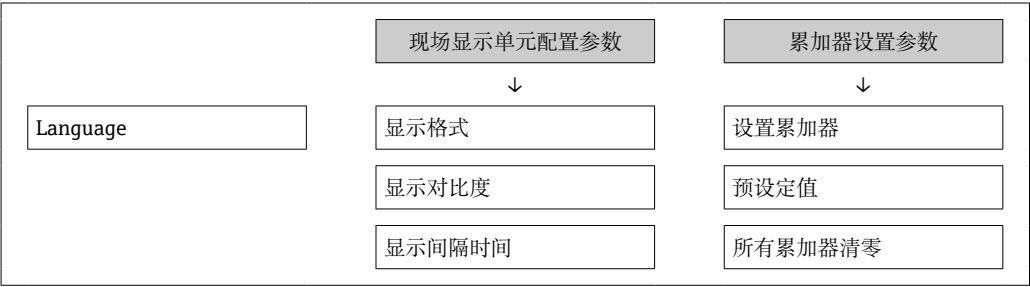 现场显示单元配置参数
累加器设置参数
↓
↓
Language
显示格式
设置累加器
显示对比度
预设定值
显示间隔时间
所有累加器清零